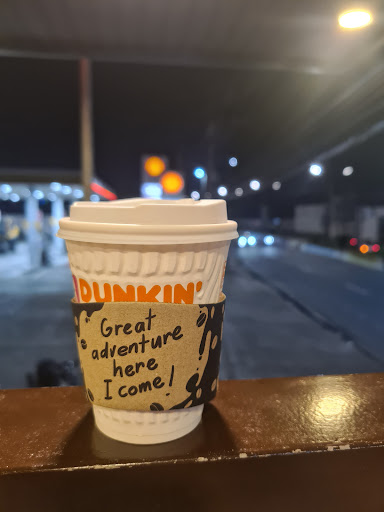 DUNKIN'
Great
adventure
here
I come!